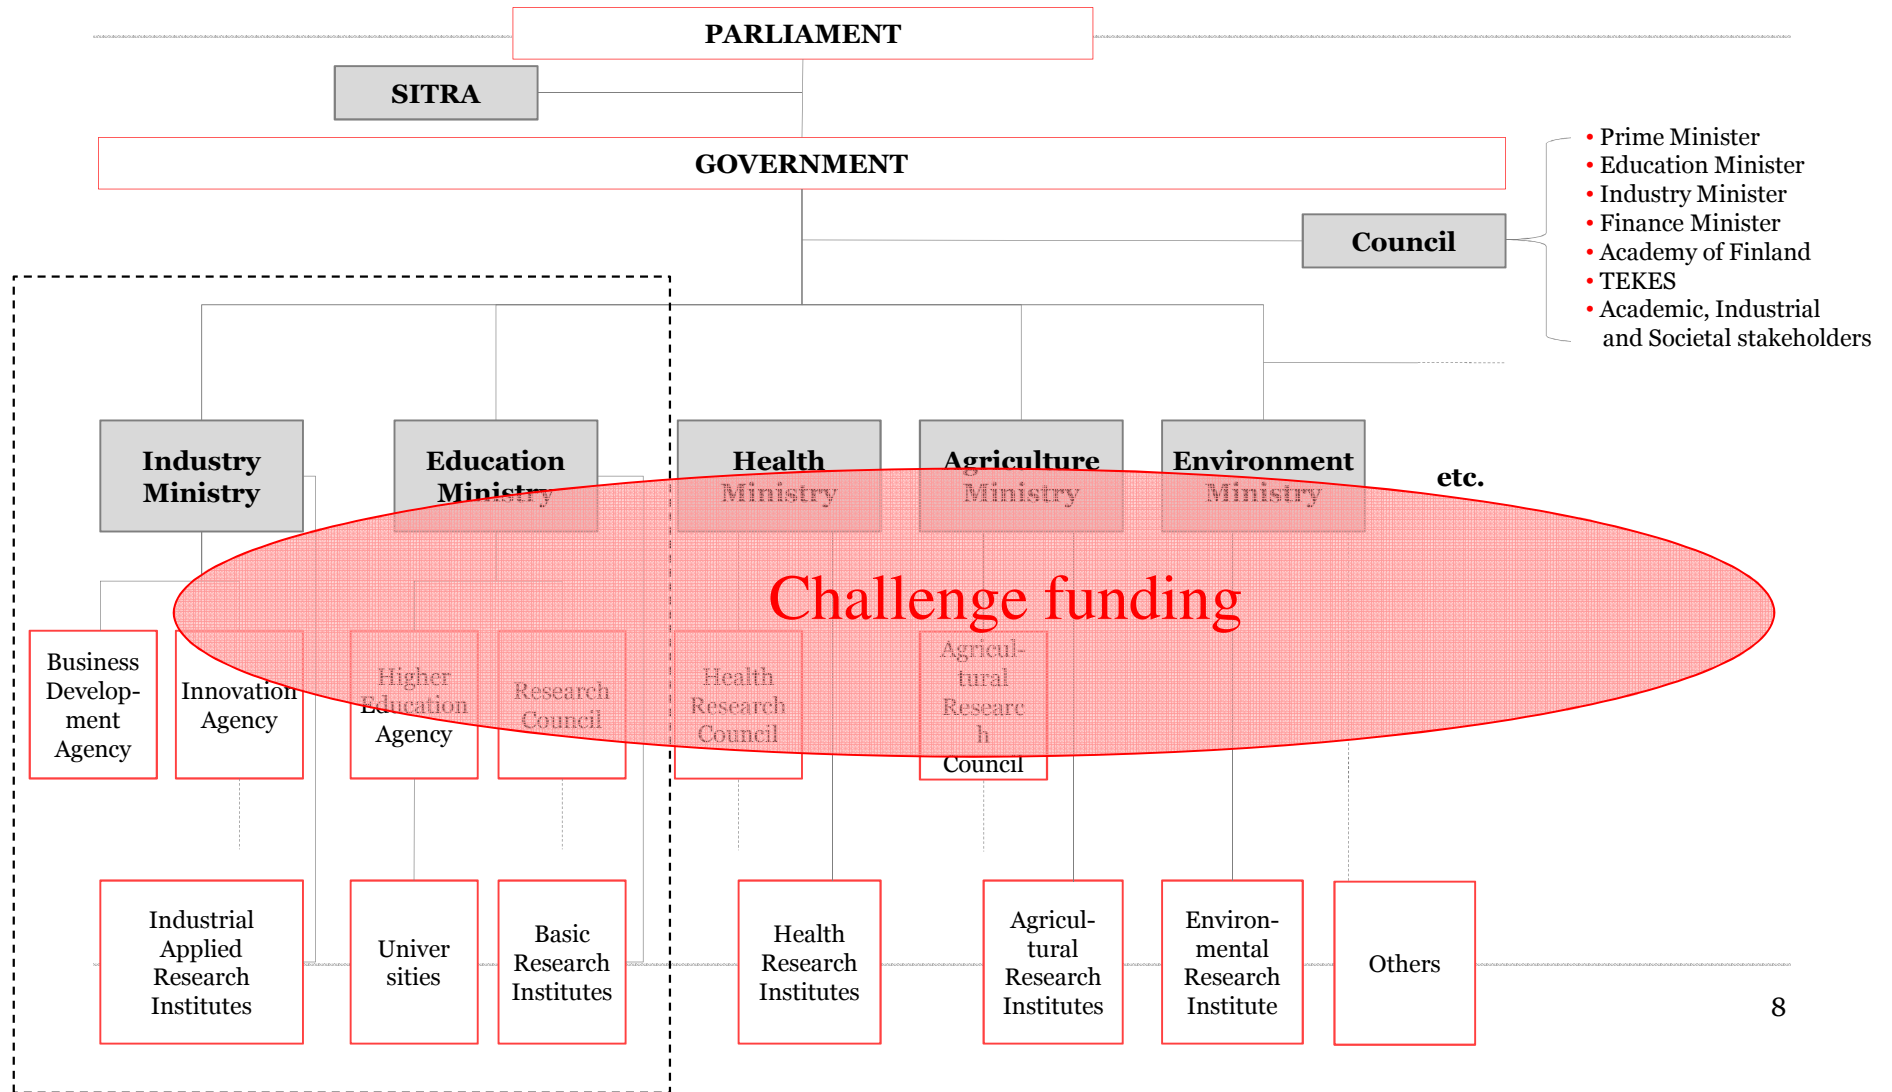 PARLIAMENT
SITRA
GOVERNMENT
• Prime Minister
• Education Minister
• Industry Minister
• Finance Minister
• Academy of Finland
• TEKES
• Academic, Industrial
and Societal stakeholders
Council
Industry
Ministry
Education
Ministry
Health
Ministry
Agriculture
Ministry
Environment
Ministry
etc.
Challenge funding
Business
Develop-
ment
Agency
Innovation
Agency
Higher
Education
Agency
Research
Council
Health
Research
Council
Agricul-
tural
Researc
h
Council
Industrial
Applied
Research
Institutes
Univer
sities
Basic
Research
Institutes
Health
Research
Institutes
Agricul-
tural
Research
Institutes
Environ-
mental
Research
Institute
Others
8